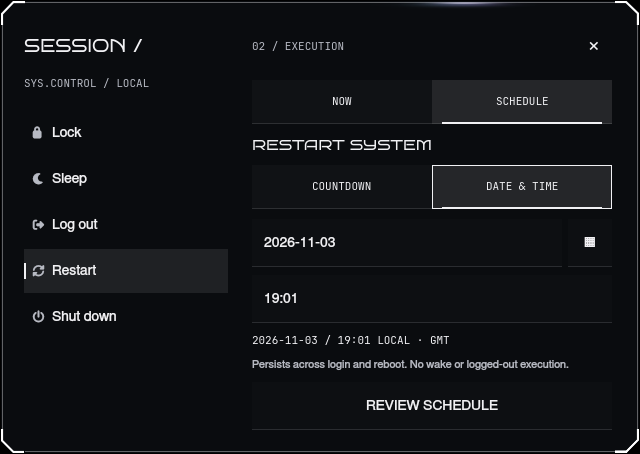 SESSION /
SYS.CONTROL / LOCAL
Lock
Sleep
Log out
Restart
Shut down
02 / EXECUTION
NOW
SCHEDULE
RESTART SYSTEM
COUNTDOWN
DATE & TIME
2026-11-03
19:01
2026-11-03 / 19:01 LOCAL · GMT
Persists across login and reboot. No wake or logged-out execution.
REVIEW SCHEDULE